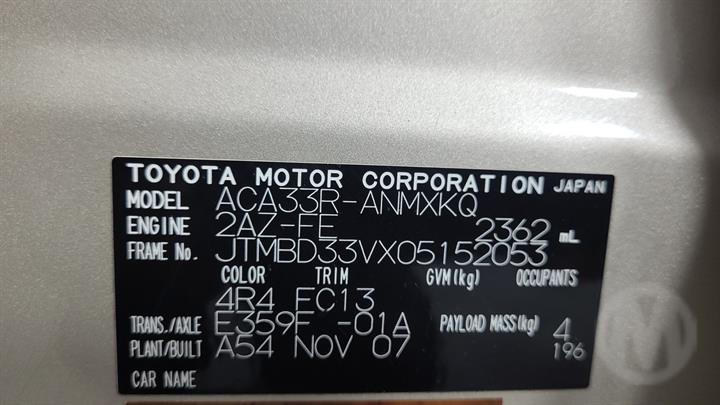 TOYOTA MOTOR CORPORATION JAPAN
MODEL ACA33R-ANMXKQ
ENGINE 2AZ-FE 2362 mL
FRAME No. JTMBD33VX05152053
COLOR TRIM GVM(kg) OCCUPANTS
4R4 FC13
TRANS./AXLE E359F -01A PAYLOAD MASS(kg) 4
PLANT/BUILT A54 NOV 07 196
CAR NAME
M